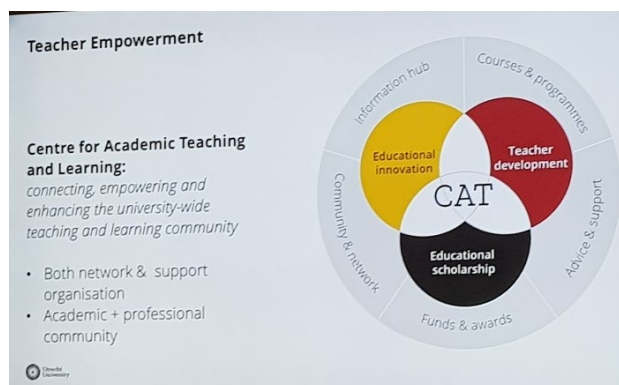 Teacher Empowerment
Centre for Academic Teaching
and Learning:
connecting, empowering and
enhancing the university-wide
teaching and learning community
• Both network & support
organisation
• Academic + professional
community
Information hub
Courses & programmes
Educational
innovation
Teacher
development
CAT
Community & network
Advice & support
Educational
scholarship
Funds & awards
Utrecht
University